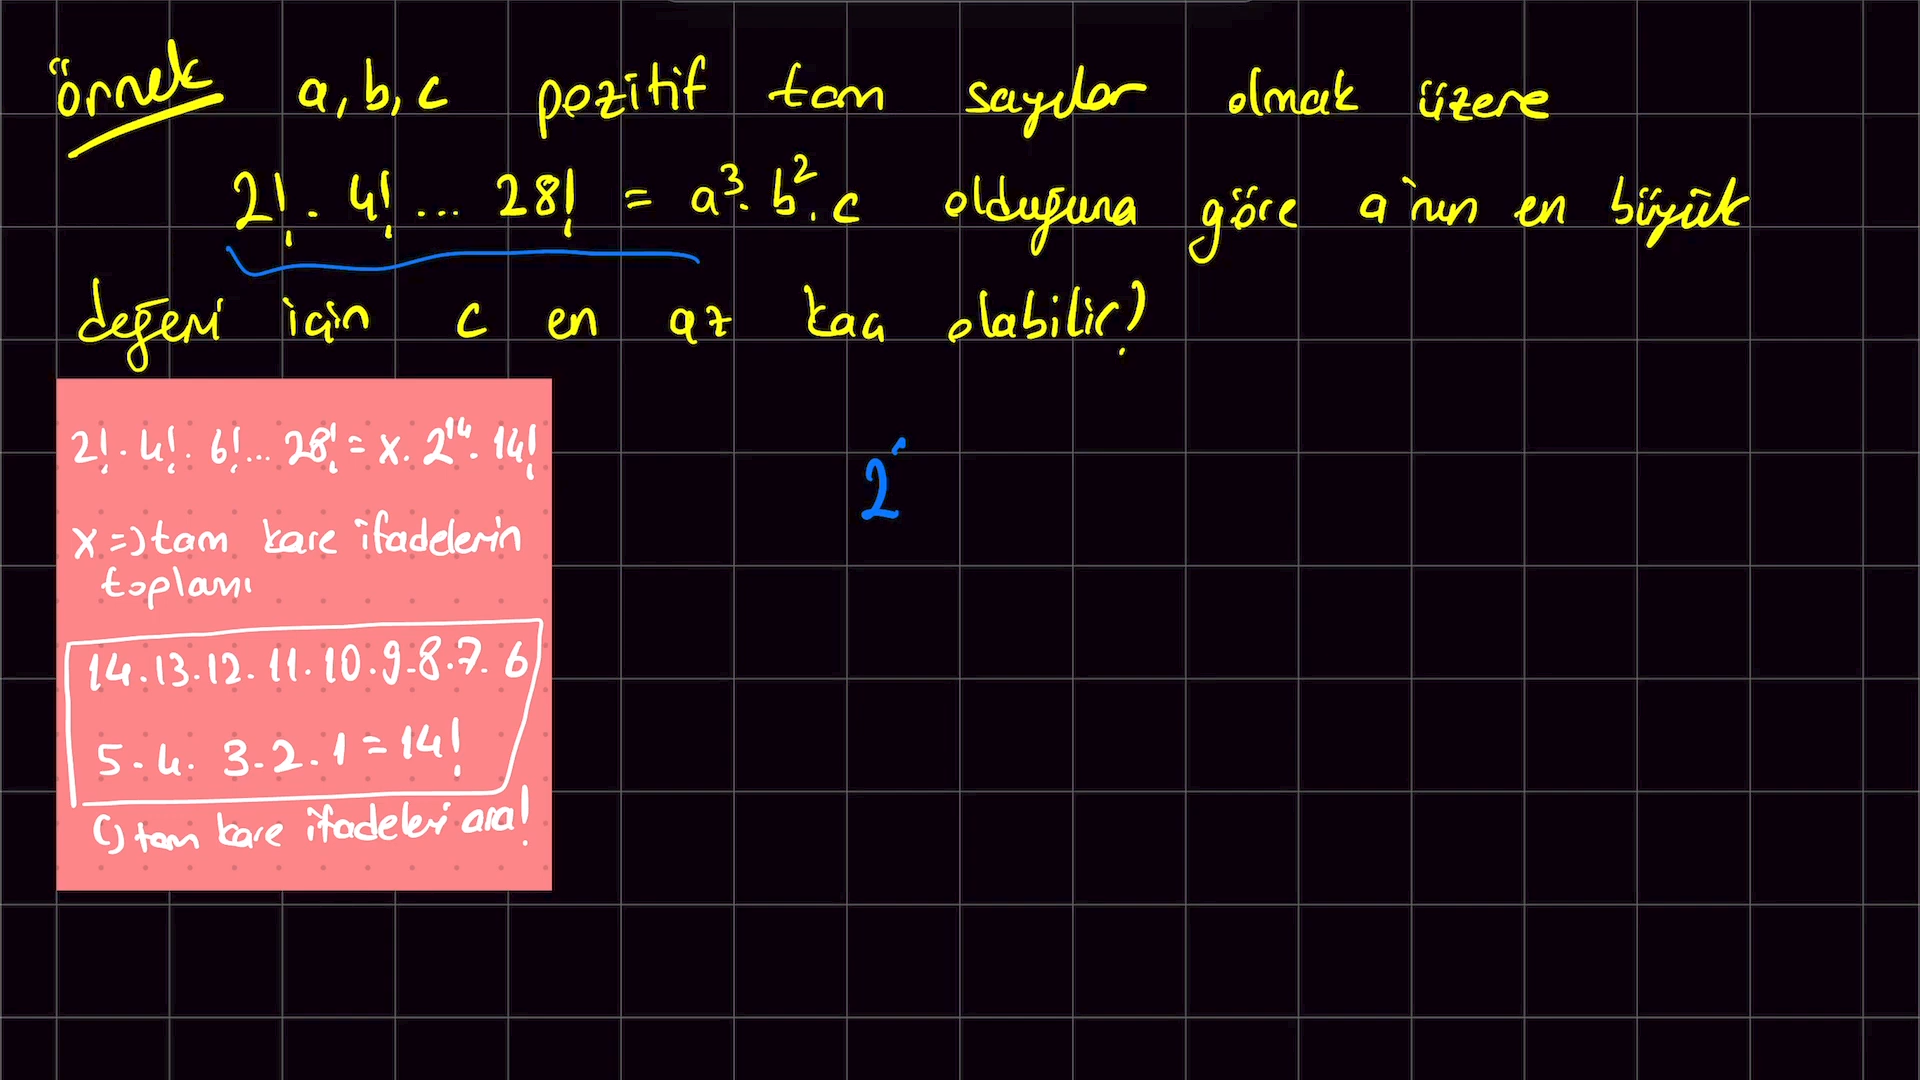 örnek a, b, c pozitif tam sayılar olmak üzere
2! . 4! ... 28! = a³ . b² . c olduğuna göre a'nın en büyük
değeri için c en az kaç olabilir?
2! . 4! . 6! ... 28! = x . 2¹⁴ . 14!
x => tam kare ifadelerin
toplamı
14.13.12.11.10.9.8.7.6
5.4.3.2.1 = 14!
tam kare ifadeleri ara!
2